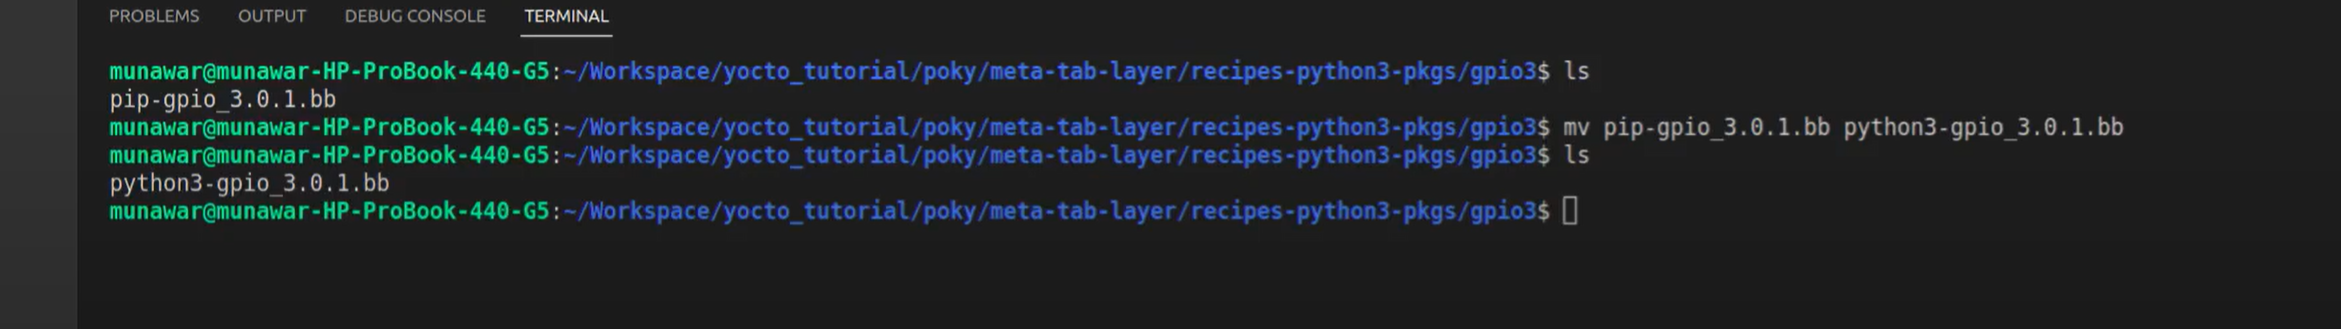 PROBLEMS OUTPUT DEBUG CONSOLE TERMINAL
munawar@munawar-HP-ProBook-440-G5:~/Workspace/yocto_tutorial/poky/meta-tab-layer/recipes-python3-pkgs/gpio3$ ls
pip-gpio_3.0.1.bb
munawar@munawar-HP-ProBook-440-G5:~/Workspace/yocto_tutorial/poky/meta-tab-layer/recipes-python3-pkgs/gpio3$ mv pip-gpio_3.0.1.bb python3-gpio_3.0.1.bb
munawar@munawar-HP-ProBook-440-G5:~/Workspace/yocto_tutorial/poky/meta-tab-layer/recipes-python3-pkgs/gpio3$ ls
python3-gpio_3.0.1.bb
munawar@munawar-HP-ProBook-440-G5:~/Workspace/yocto_tutorial/poky/meta-tab-layer/recipes-python3-pkgs/gpio3$